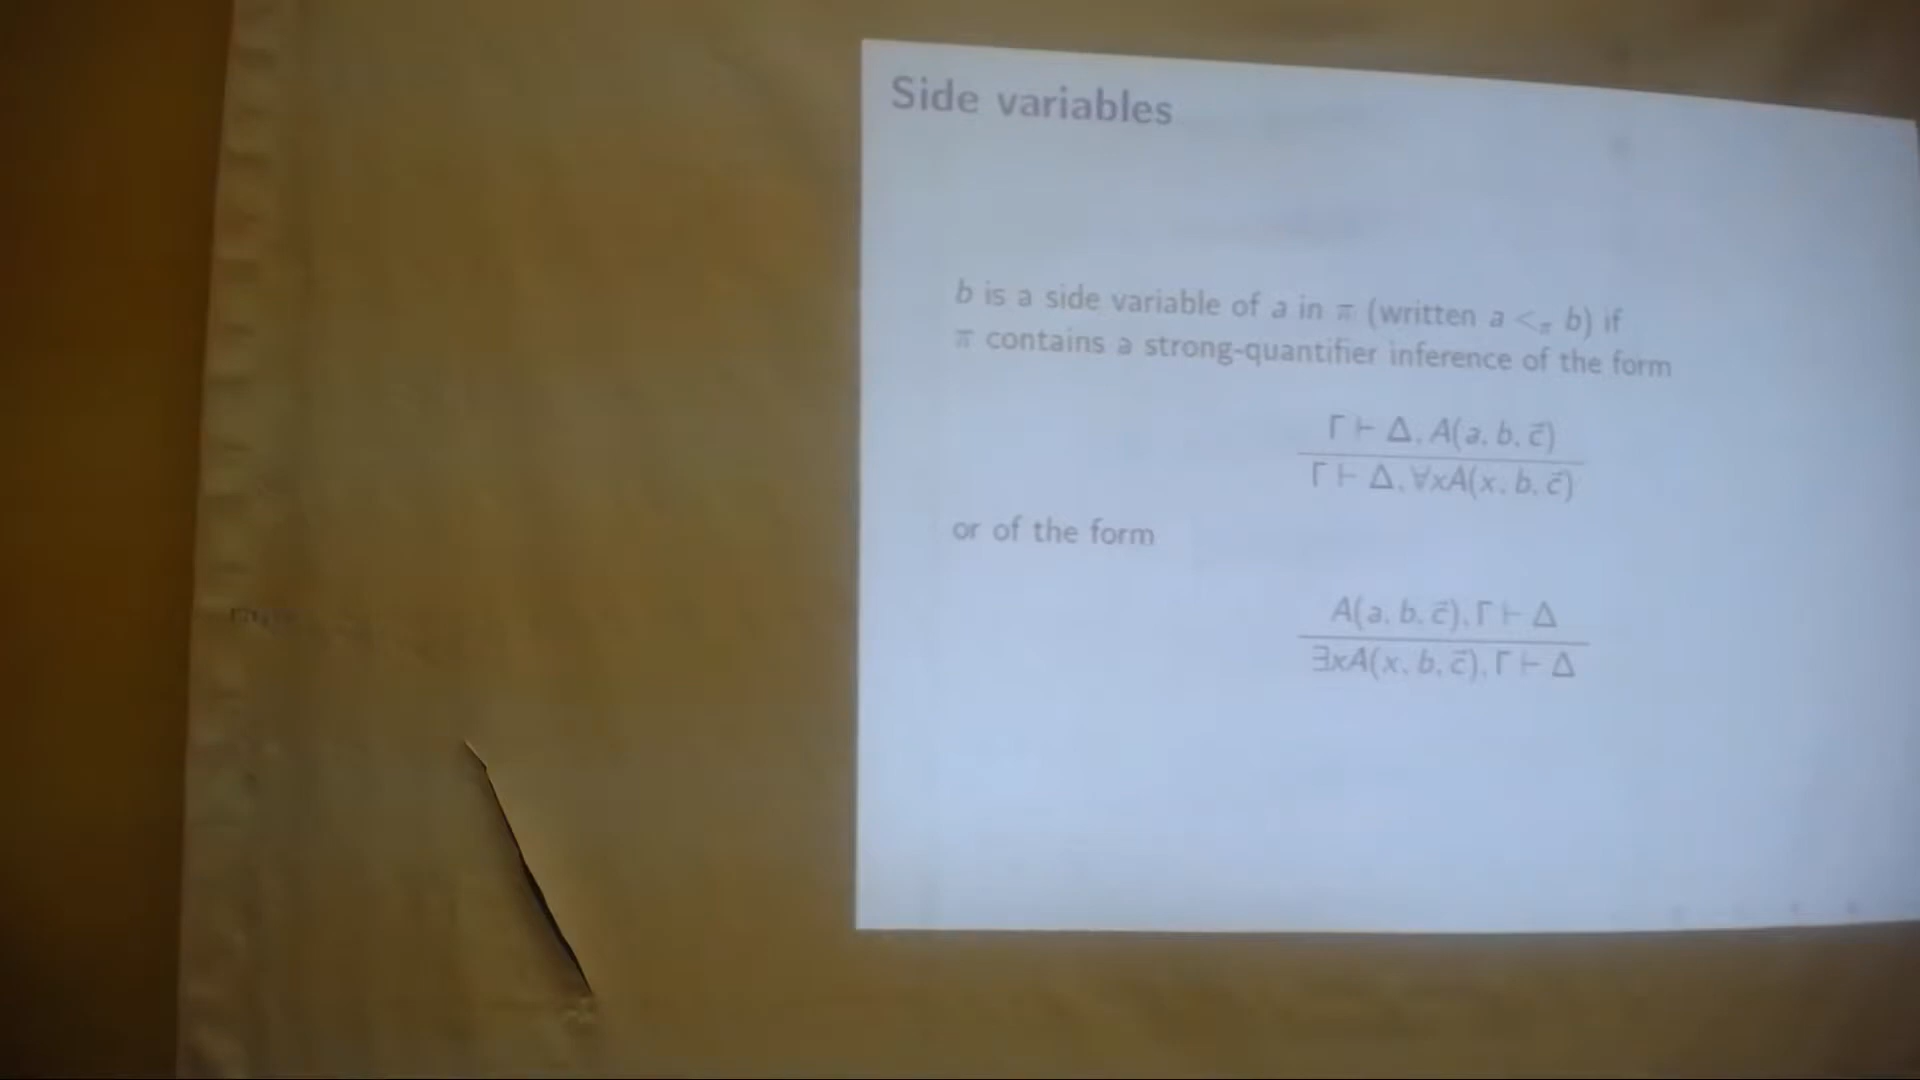 Side variables
b is a side variable of a in π (written a <π b) if
π contains a strong-quantifier inference of the form
Γ ⊢ Δ, A(a, b, c⃗)
Γ ⊢ Δ, ∀xA(x, b, c⃗)
or of the form
A(a, b, c⃗), Γ ⊢ Δ
∃xA(x, b, c⃗), Γ ⊢ Δ